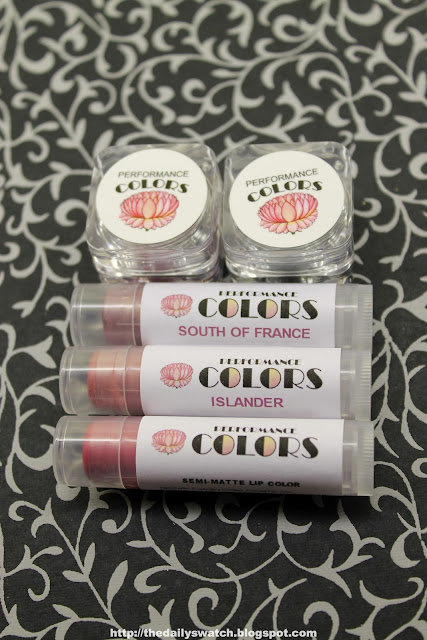 PERFORMANCE
COLORS
PERFORMANCE
COLORS
PERFORMANCE
COLORS
SOUTH OF FRANCE
PERFORMANCE
COLORS
ISLANDER
PERFORMANCE
COLORS
SEMI-MATTE LIP COLOR
http://thedailyswatch.blogspot.com